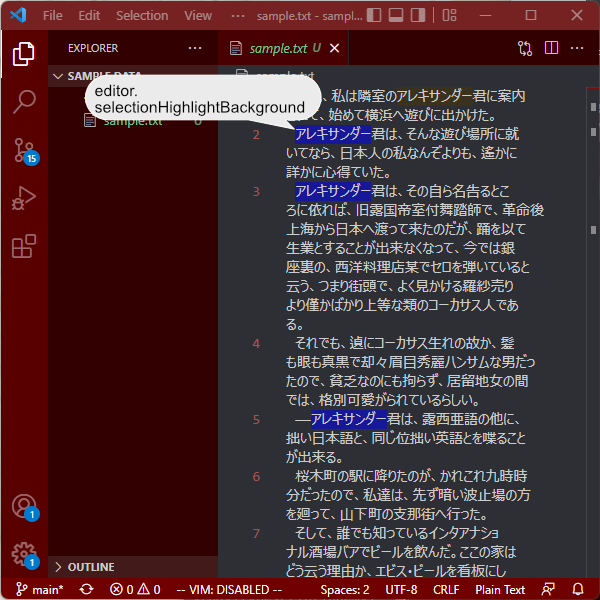 File Edit Selection View ··· sample.txt - sampl...
EXPLORER ···
sample.txt U
SAMPLE DATA
sample.txt
sample.txt U
editor.
selectionHighlightBackground
、私は隣室のアレキサンダー君に案内
て、始めて横浜へ遊びに出かけた。
2 アレキサンダー君は、そんな遊び場所に就
いてなら、日本人の私なんぞよりも、遙かに
詳かに心得ていた。
3 アレキサンダー君は、その自ら名告るとこ
ろに依れば、旧露国帝室付舞踏師で、革命後
上海から日本へ渡って来たのだが、踊を以て
生業とすることが出来なくなって、今では銀
座裏の、西洋料理店某でセロを弾いていると
云う、つまり街頭で、よく見かける羅紗売り
より僅かばかり上等な類のコーカサス人であ
る。
4 それでも、遉にコーカサス生れの故か、髪
も眼も真黒で却々眉目秀麗ハンサムな男だっ
たので、貧乏なのにも拘らず、居留地女の間
では、格別可愛がられているらしい。
5 ―アレキサンダー君は、露西亜語の他に、
拙い日本語と、同じ位拙い英語とを喋ること
が出来る。
6 桜木町の駅に降りたのが、かれこれ九時時
分だったので、私達は、先ず暗い波止場の方
を廻って、山下町の支那街へ行った。
7 そして、誰でも知っているインタアナショ
ナル酒場バアでビールを飲んだ。ここの家は
どう云う理由か、エビス・ビールを看板にし
15
1
1
OUTLINE
main* 0 0 -- VIM: DISABLED -- Spaces: 2 UTF-8 CRLF Plain Text